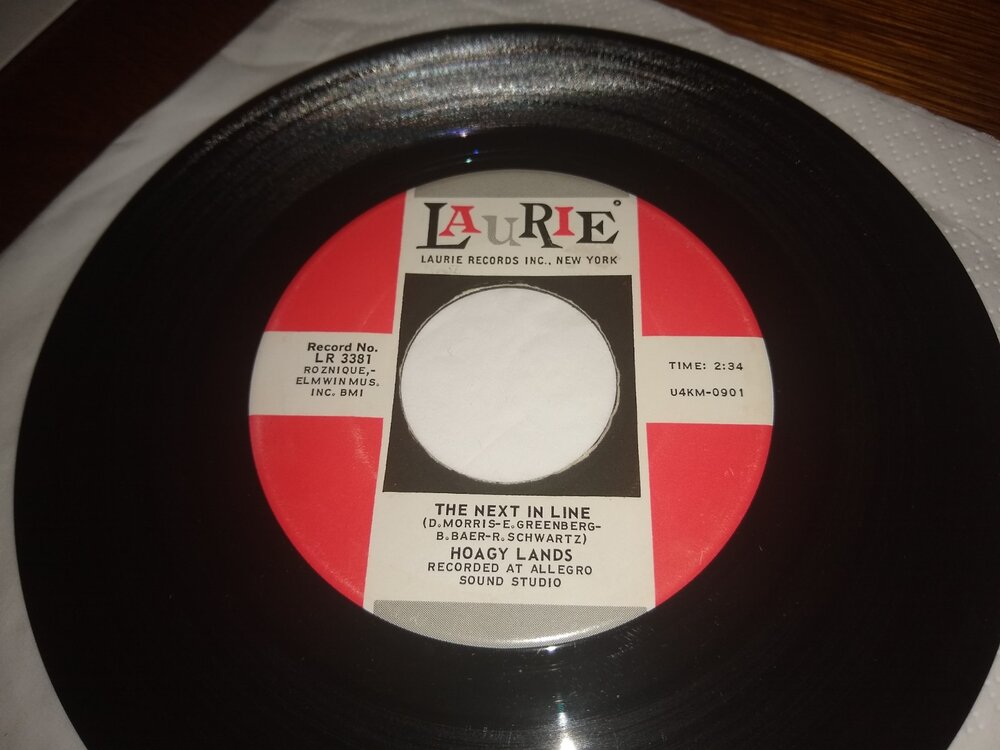 LAURIE®
LAURIE RECORDS INC., NEW YORK
Record No.
LR 3381
ROZNIQUE,-
ELMWIN MUS.
INC. BMI
TIME: 2:34
U4KM-0901
THE NEXT IN LINE
(D. MORRIS-E. GREENBERG-
B. BAER-R. SCHWARTZ)
HOAGY LANDS
RECORDED AT ALLEGRO
SOUND STUDIO